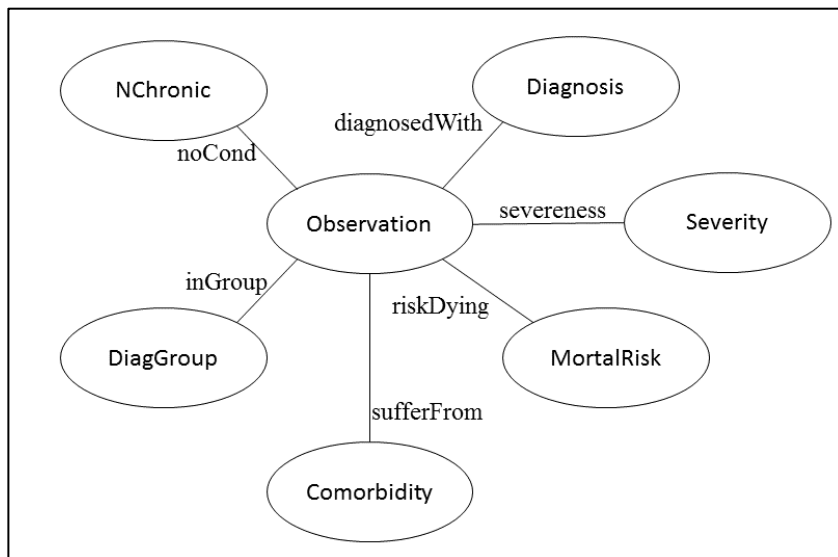 NChronic
Diagnosis
diagnosedWith
noCond
Observation
severeness
Severity
inGroup
riskDying
DiagGroup
MortalRisk
sufferFrom
Comorbidity